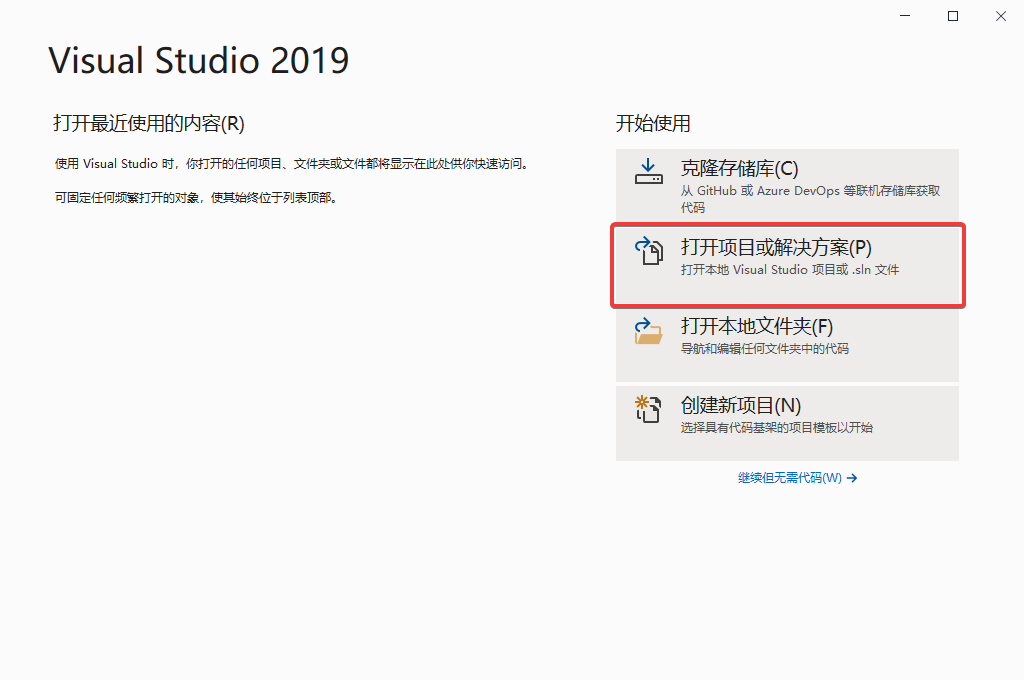 Visual Studio 2019
打开最近使用的内容(R)
使用 Visual Studio 时，你打开的任何项目、文件夹或文件都将显示在此处供你快速访问。
可固定任何频繁打开的对象，使其始终位于列表顶部。
开始使用
克隆存储库(C)
从 GitHub 或 Azure DevOps 等联机存储库获取
代码
打开项目或解决方案(P)
打开本地 Visual Studio 项目或 .sln 文件
打开本地文件夹(F)
导航和编辑任何文件夹中的代码
创建新项目(N)
选择具有代码基架的项目模板以开始
继续但无需代码(W) →